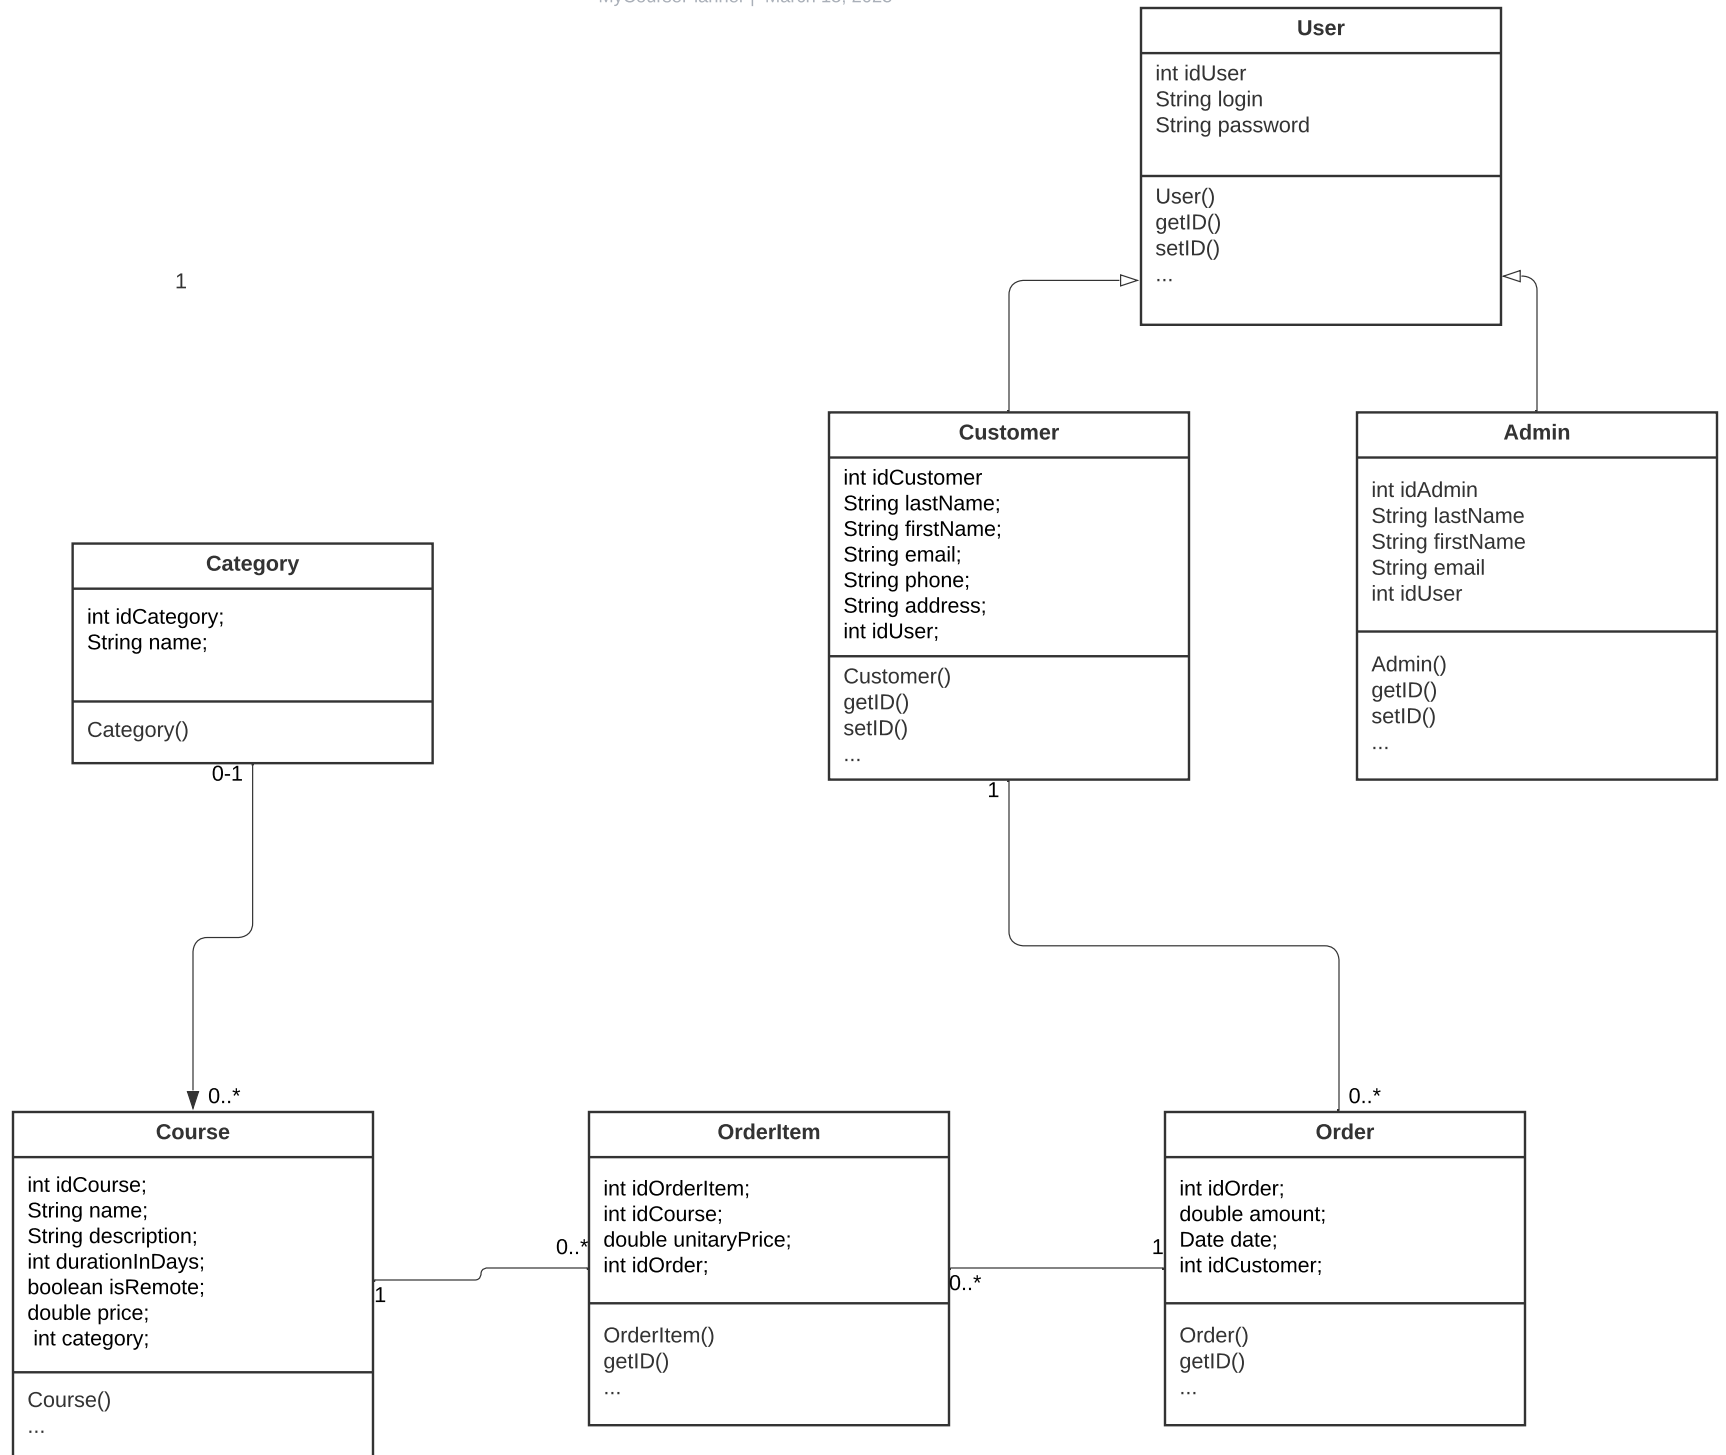 User
int idUser
String login
String password
User()
getID()
setID()
...
1
Customer
int idCustomer
String lastName;
String firstName;
String email;
String phone;
String address;
int idUser;
Customer()
getID()
setID()
...
1
Admin
int idAdmin
String lastName
String firstName
String email
int idUser
Admin()
getID()
setID()
...
Category
int idCategory;
String name;
Category()
0-1
0..*
0..*
Course
int idCourse;
String name;
String description;
int durationInDays;
boolean isRemote;
double price;
int category;
Course()
...
1
0..*
OrderItem
int idOrderItem;
int idCourse;
double unitaryPrice;
int idOrder;
OrderItem()
getID()
...
0..*
1
Order
int idOrder;
double amount;
Date date;
int idCustomer;
Order()
getID()
...